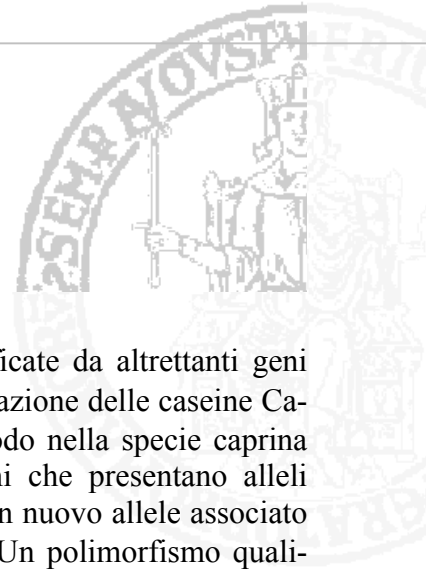 SEMPAJOVSTH
ficate da altrettanti geni
azione delle caseine Ca-
odo nella specie caprina
ni che presentano alleli
n nuovo allele associato
Un polimorfismo quali-